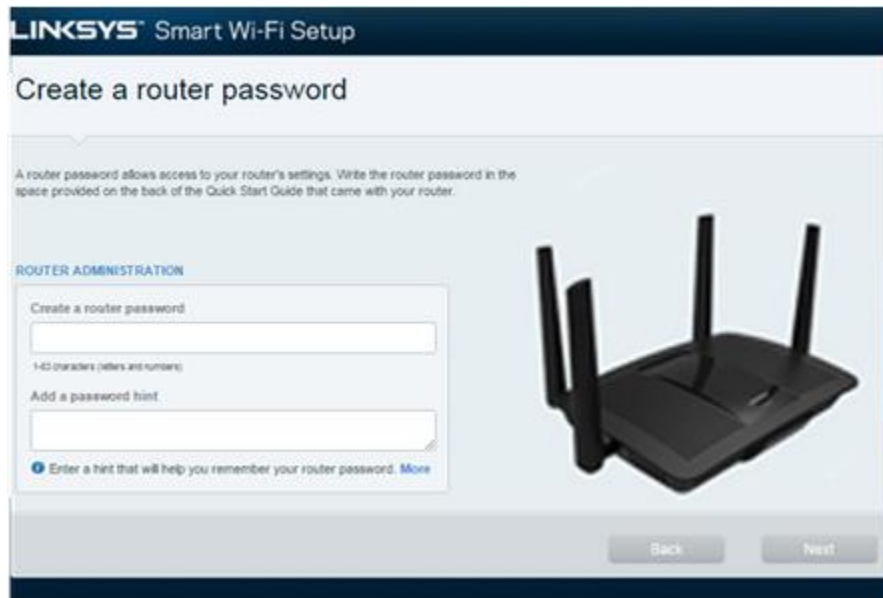 LINKSYS Smart Wi-Fi Setup
Create a router password
A router password allows access to your router's settings. Write the router password in the
space provided on the back of the Quick Start Guide that came with your router.
ROUTER ADMINISTRATION
Create a router password
characters (letters and numbers)
Add a password hint
Enter a hint that will help you remember your router password. More
Back
Next